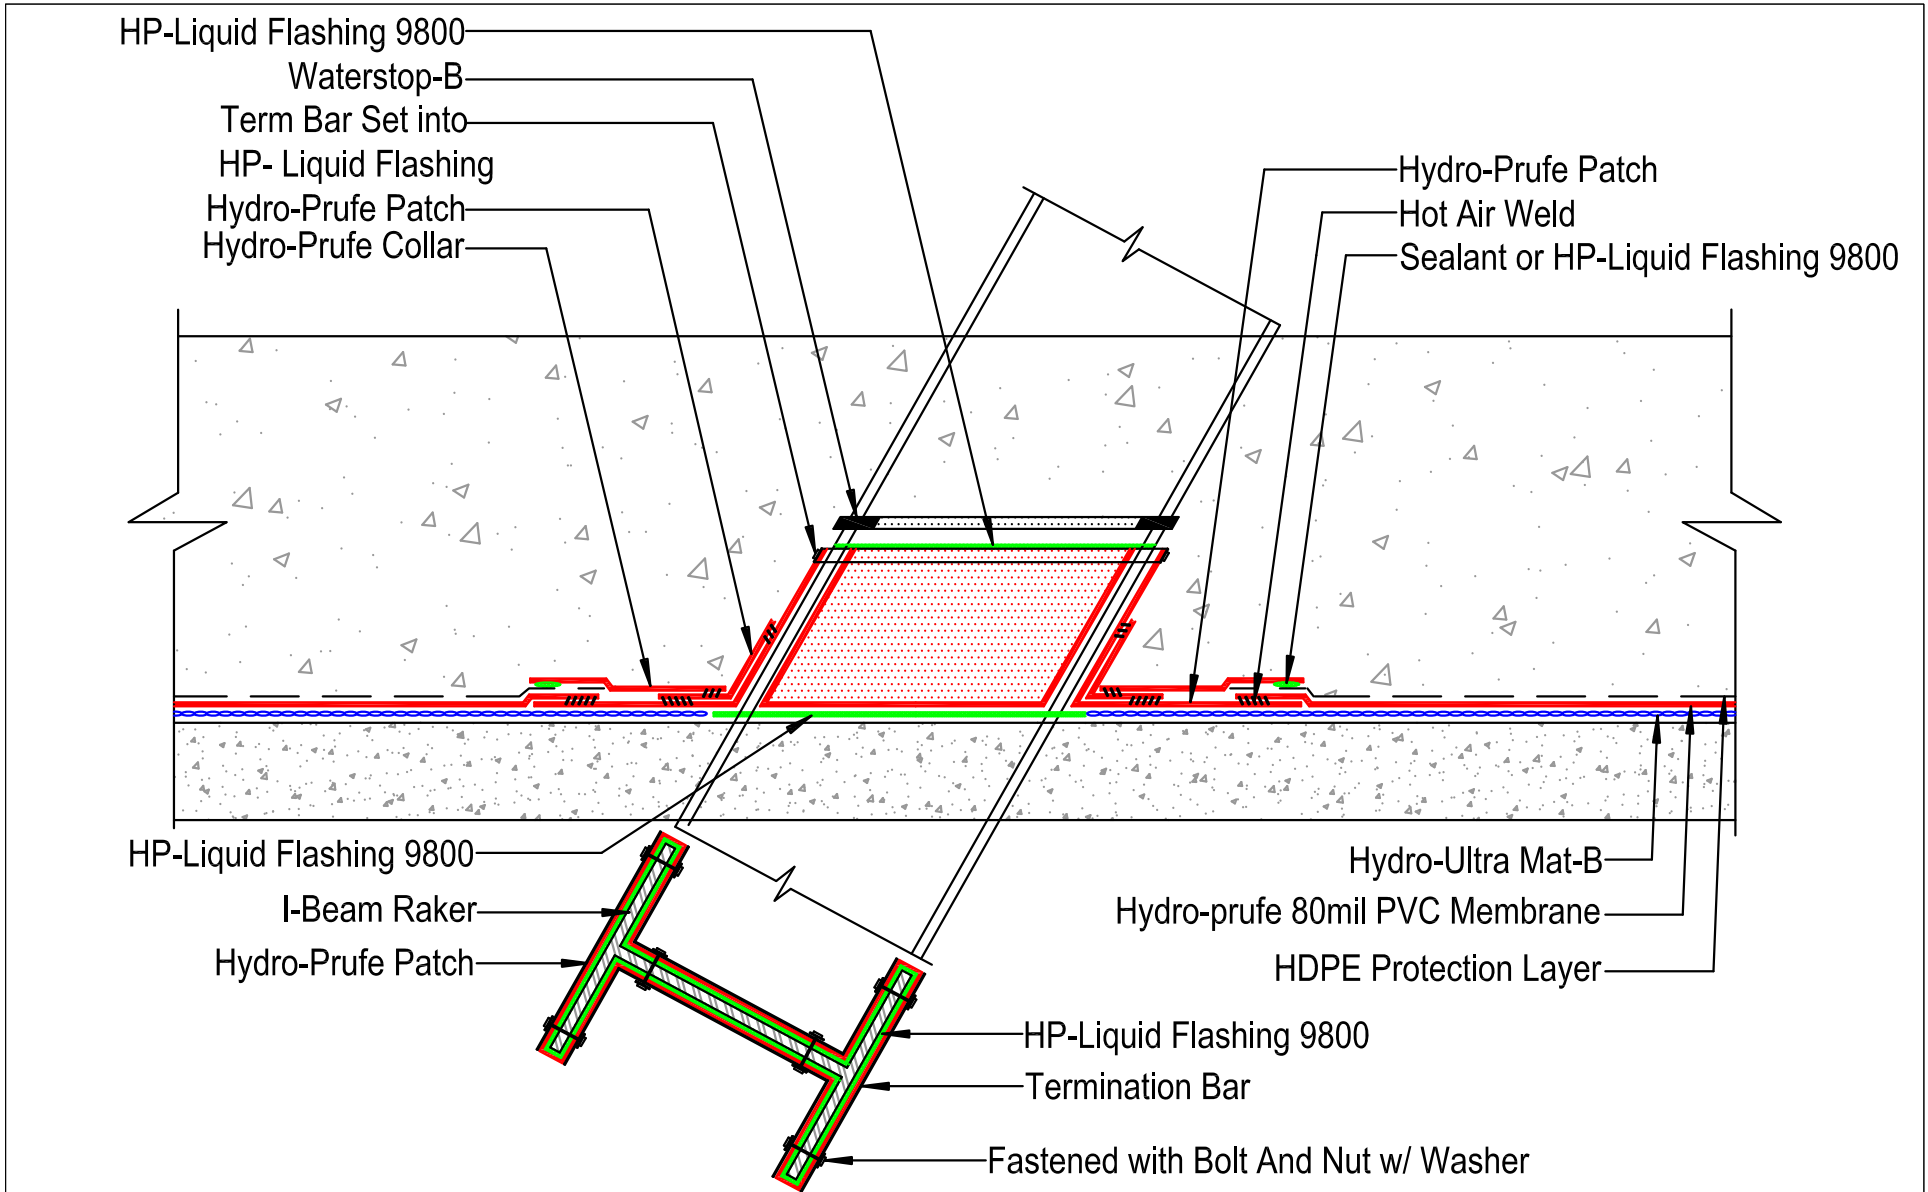 HP-Liquid Flashing 9800
Waterstop-B
Term Bar Set into
HP- Liquid Flashing
Hydro-Prufe Patch
Hydro-Prufe Collar
Hydro-Prufe Patch
Hot Air Weld
Sealant or HP-Liquid Flashing 9800
HP-Liquid Flashing 9800
I-Beam Raker
Hydro-Prufe Patch
Hydro-Ultra Mat-B
Hydro-prufe 80mil PVC Membrane
HDPE Protection Layer
HP-Liquid Flashing 9800
Termination Bar
Fastened with Bolt And Nut w/ Washer